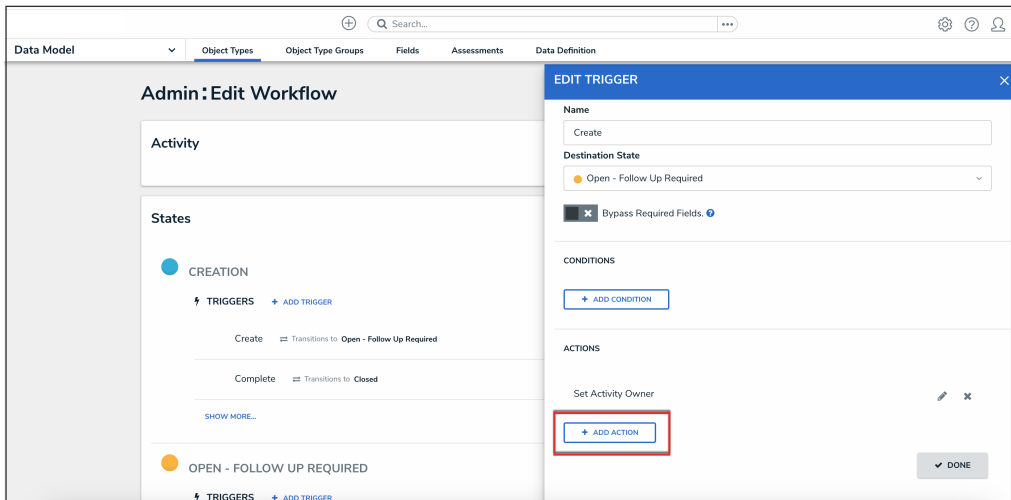 Search...
Data Model
Object Types
Object Type Groups
Fields
Assessments
Data Definition
Admin:Edit Workflow
Activity
States
CREATION
TRIGGERS
+ ADD TRIGGER
Create
Transitions to Open - Follow Up Required
Complete
Transitions to Closed
SHOW MORE...
OPEN - FOLLOW UP REQUIRED
TRIGGERS
+ ADD TRIGGER
EDIT TRIGGER
Name
Create
Destination State
Open - Follow Up Required
Bypass Required Fields.
CONDITIONS
+ ADD CONDITION
ACTIONS
Set Activity Owner
+ ADD ACTION
DONE